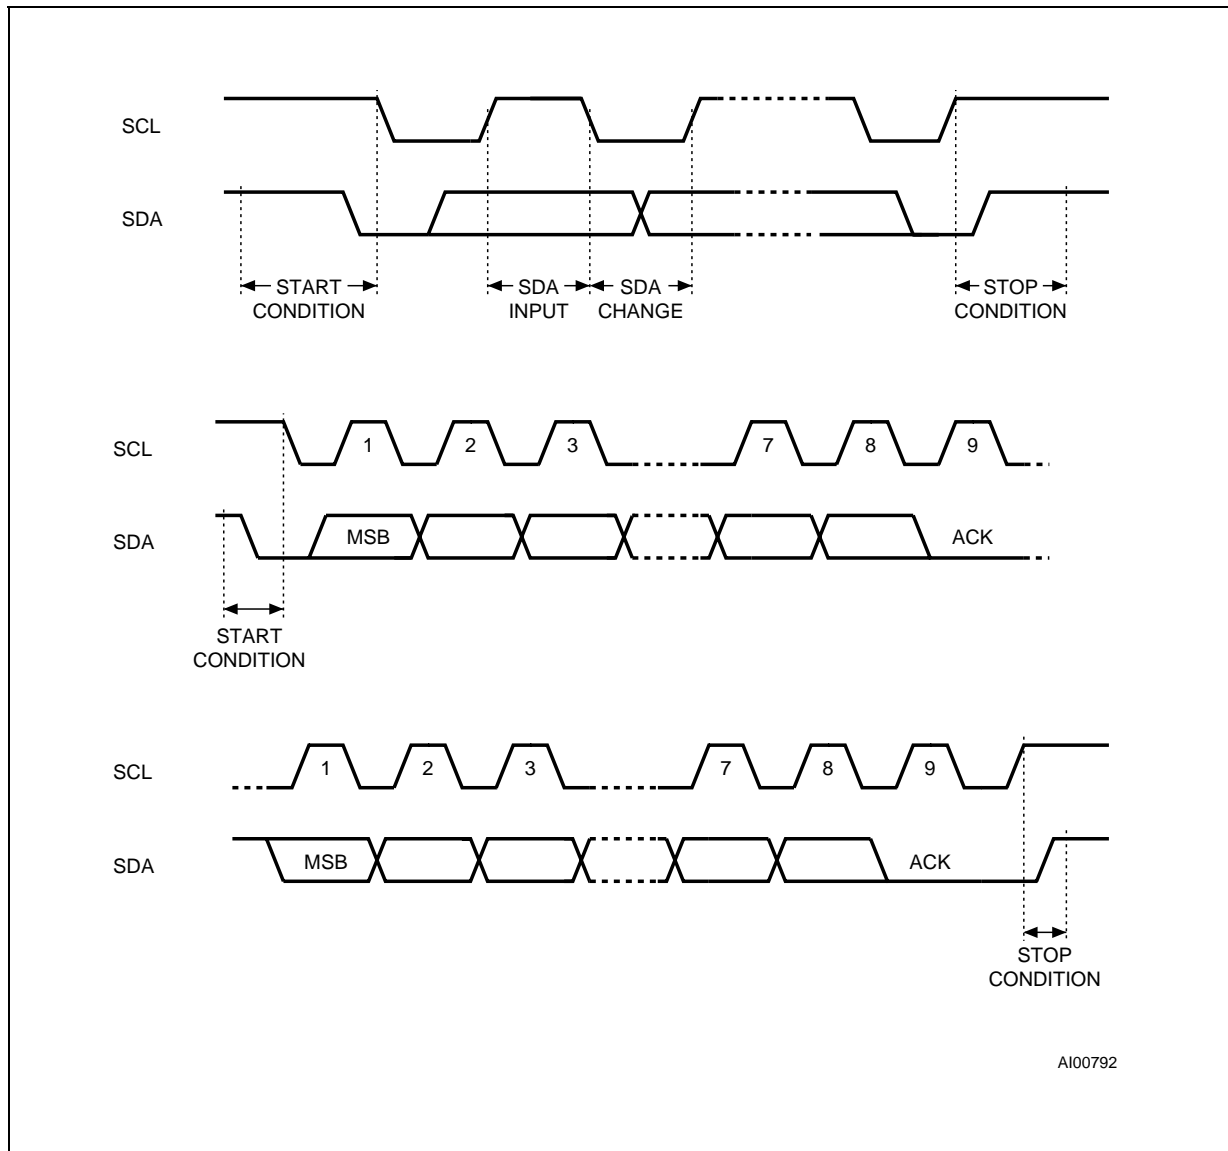 SCL
SDA
START CONDITION
SDA INPUT
SDA CHANGE
STOP CONDITION
SCL
1 2 3 7 8 9
SDA
MSB
ACK
START CONDITION
SCL
1 2 3 7 8 9
SDA
MSB
ACK
STOP CONDITION
AI00792